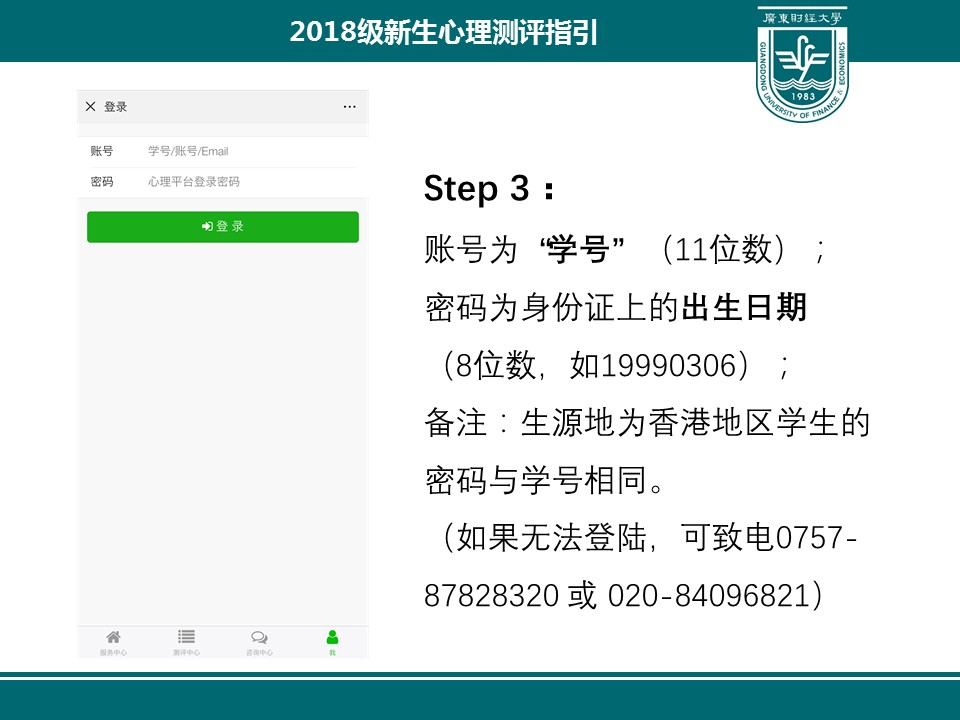 2018级新生心理测评指引
廣東财经大學
GUANGDONG UNIVERSITY OF FINANCE & ECONOMICS
1983
登录
...
账号 学号/账号/Email
密码 心理平台登录密码
登 录
Step 3：
账号为“学号”（11位数）；
密码为身份证上的出生日期
（8位数，如19990306）；
备注：生源地为香港地区学生的
密码与学号相同。
（如果无法登陆，可致电0757-
87828320 或 020-84096821）
服务中心 测评中心 咨询中心 我